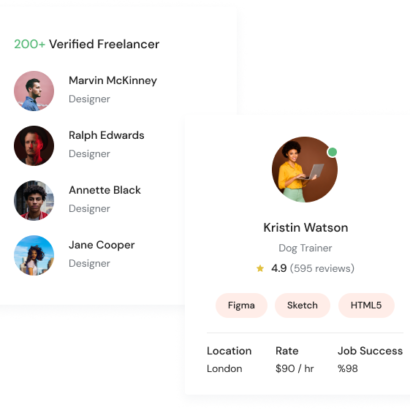 200+ Verified Freelancer
Marvin McKinney
Designer
Ralph Edwards
Designer
Annette Black
Designer
Jane Cooper
Designer
Kristin Watson
Dog Trainer
4.9 (595 reviews)
Figma Sketch HTML5
Location Rate Job Success
London $90 / hr %98